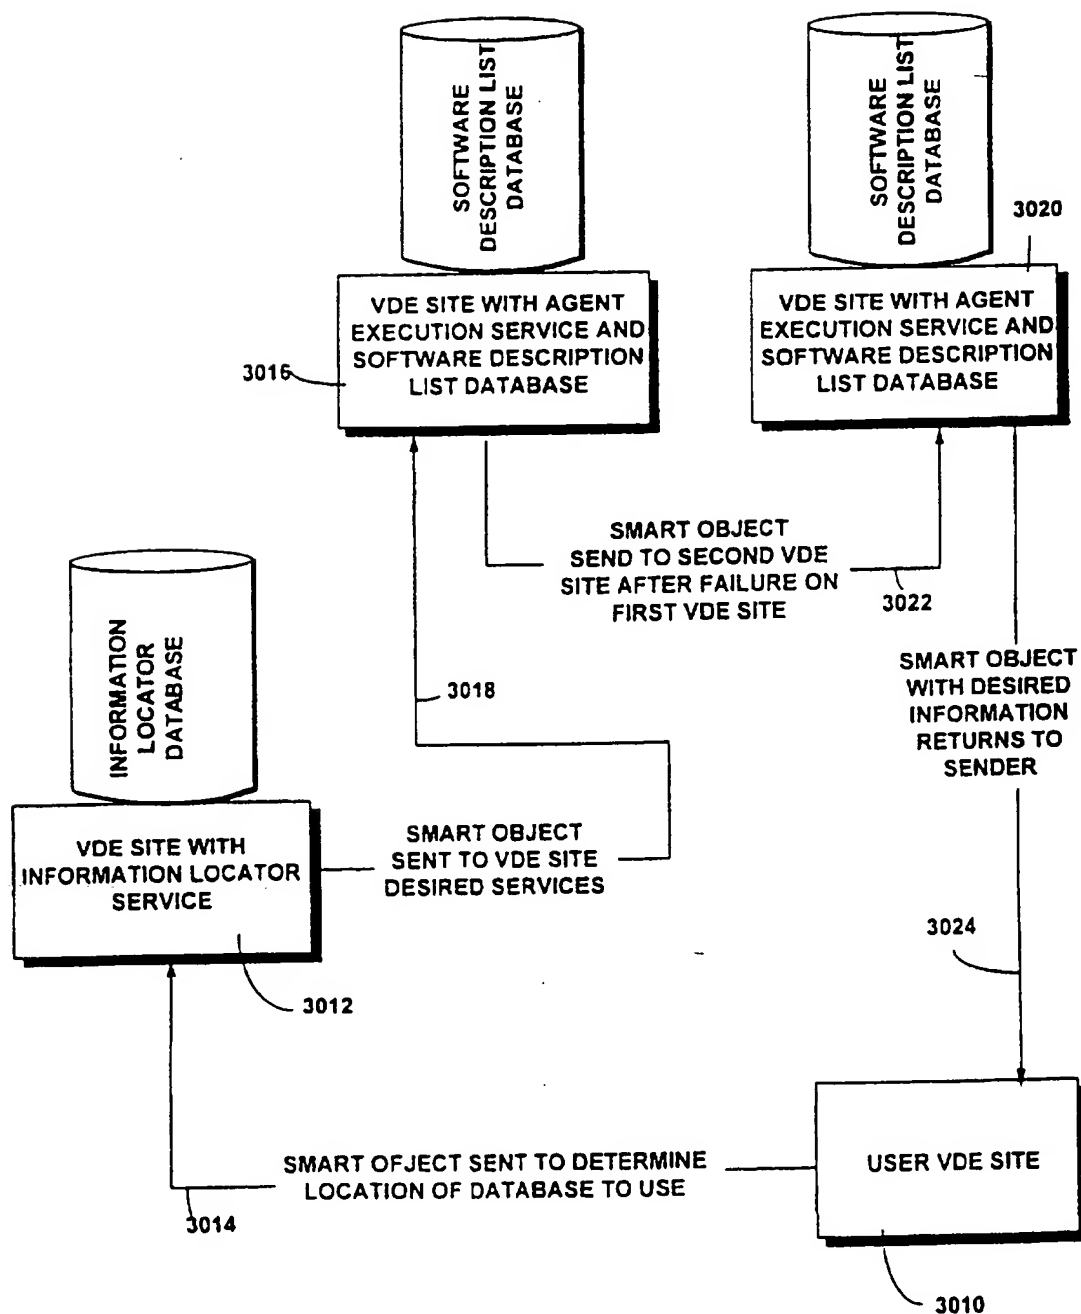 SOFTWARE
DESCRIPTION LIST
DATABASE
SOFTWARE
DESCRIPTION LIST
DATABASE
3020
VDE SITE WITH AGENT
EXECUTION SERVICE AND
SOFTWARE DESCRIPTION
LIST DATABASE
3016
VDE SITE WITH AGENT
EXECUTION SERVICE AND
SOFTWARE DESCRIPTION
LIST DATABASE
SMART OBJECT
SEND TO SECOND VDE
SITE AFTER FAILURE ON
FIRST VDE SITE
3022
INFORMATION
LOCATOR
DATABASE
3018
SMART OBJECT
WITH DESIRED
INFORMATION
RETURNS TO
SENDER
VDE SITE WITH
INFORMATION LOCATOR
SERVICE
SMART OBJECT
SENT TO VDE SITE
DESIRED SERVICES
3024
3012
SMART OFJECT SENT TO DETERMINE
LOCATION OF DATABASE TO USE
3014
USER VDE SITE
3010